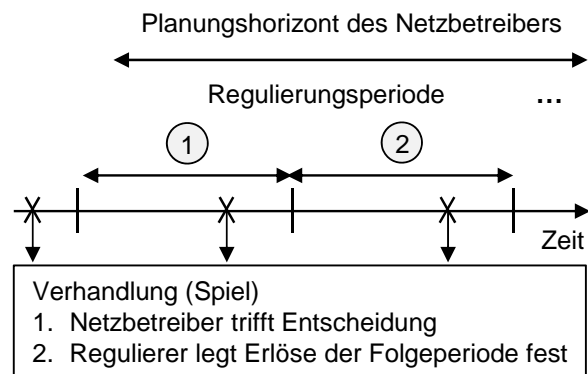 Planungshorizont des Netzbetreibers
Regulierungsperiode ...
1 2
Zeit
Verhandlung (Spiel)
1. Netzbetreiber trifft Entscheidung
2. Regulierer legt Erlöse der Folgeperiode fest